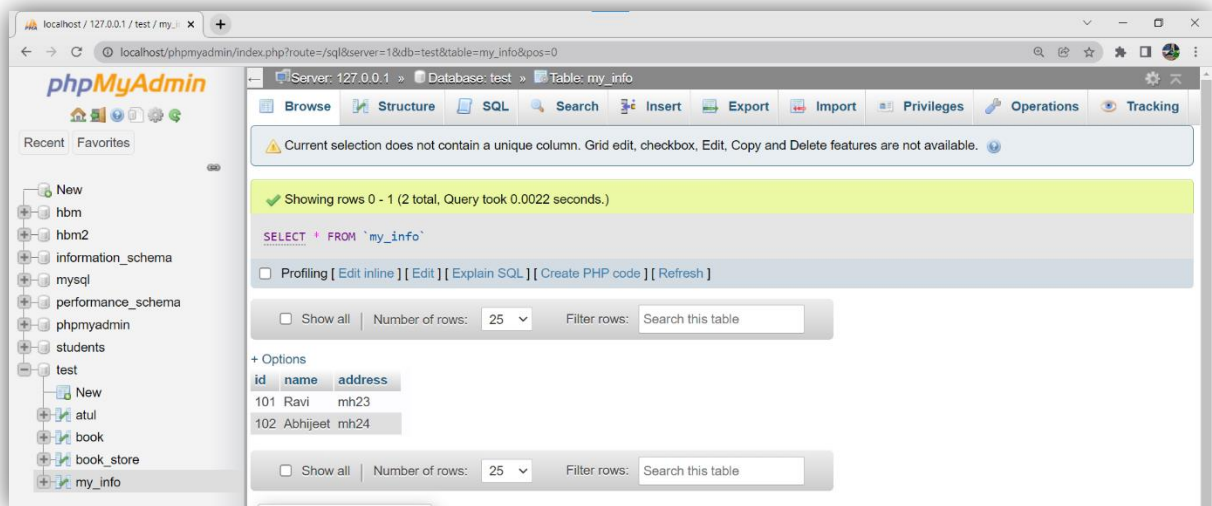 localhost / 127.0.0.1 / test / my_i
localhost/phpmyadmin/index.php?route=/sql&server=1&db=test&table=my_info&pos=0
phpMyAdmin
Recent Favorites
New
hbm
hbm2
information_schema
mysql
performance_schema
phpmyadmin
students
test
New
atul
book
book_store
my_info
Server: 127.0.0.1 » Database: test » Table: my_info
Browse Structure SQL Search Insert Export Import Privileges Operations Tracking
Current selection does not contain a unique column. Grid edit, checkbox, Edit, Copy and Delete features are not available.
Showing rows 0 - 1 (2 total, Query took 0.0022 seconds.)
SELECT * FROM `my_info`
Profiling [ Edit inline ] [ Edit ] [ Explain SQL ] [ Create PHP code ] [ Refresh ]
Show all | Number of rows: 25 Filter rows: Search this table
+ Options
id name address
101 Ravi mh23
102 Abhijeet mh24
Show all | Number of rows: 25 Filter rows: Search this table